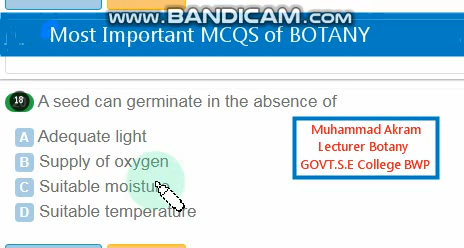 www.BANDICAM.com
Most Important MCQS of BOTANY
18 A seed can germinate in the absence of
A Adequate light
B Supply of oxygen
C Suitable moisture
D Suitable temperature
Muhammad Akram
Lecturer Botany
GOVT.S.E College BWP